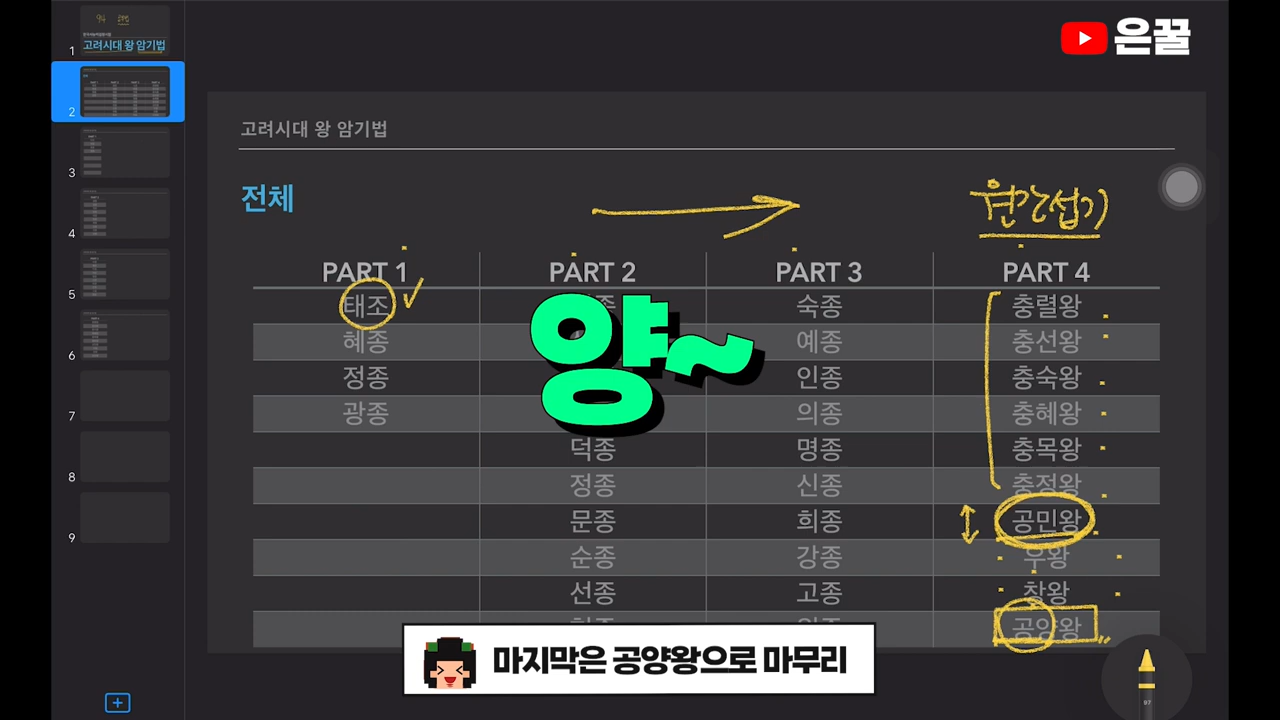 은꿀
1
고려시대 왕 암기법
2
3
4
5
6
7
8
9
고려시대 왕 암기법
전체
원간섭기
PART 1 PART 2 PART 3 PART 4
태조 숙종 충렬왕
혜종 예종 충선왕
정종 인종 충숙왕
광종 의종 충혜왕
덕종 명종 충목왕
정종 신종 충정왕
문종 희종 공민왕
순종 강종 우왕
선종 고종 창왕
공양왕
양~
마지막은 공양왕으로 마무리
97